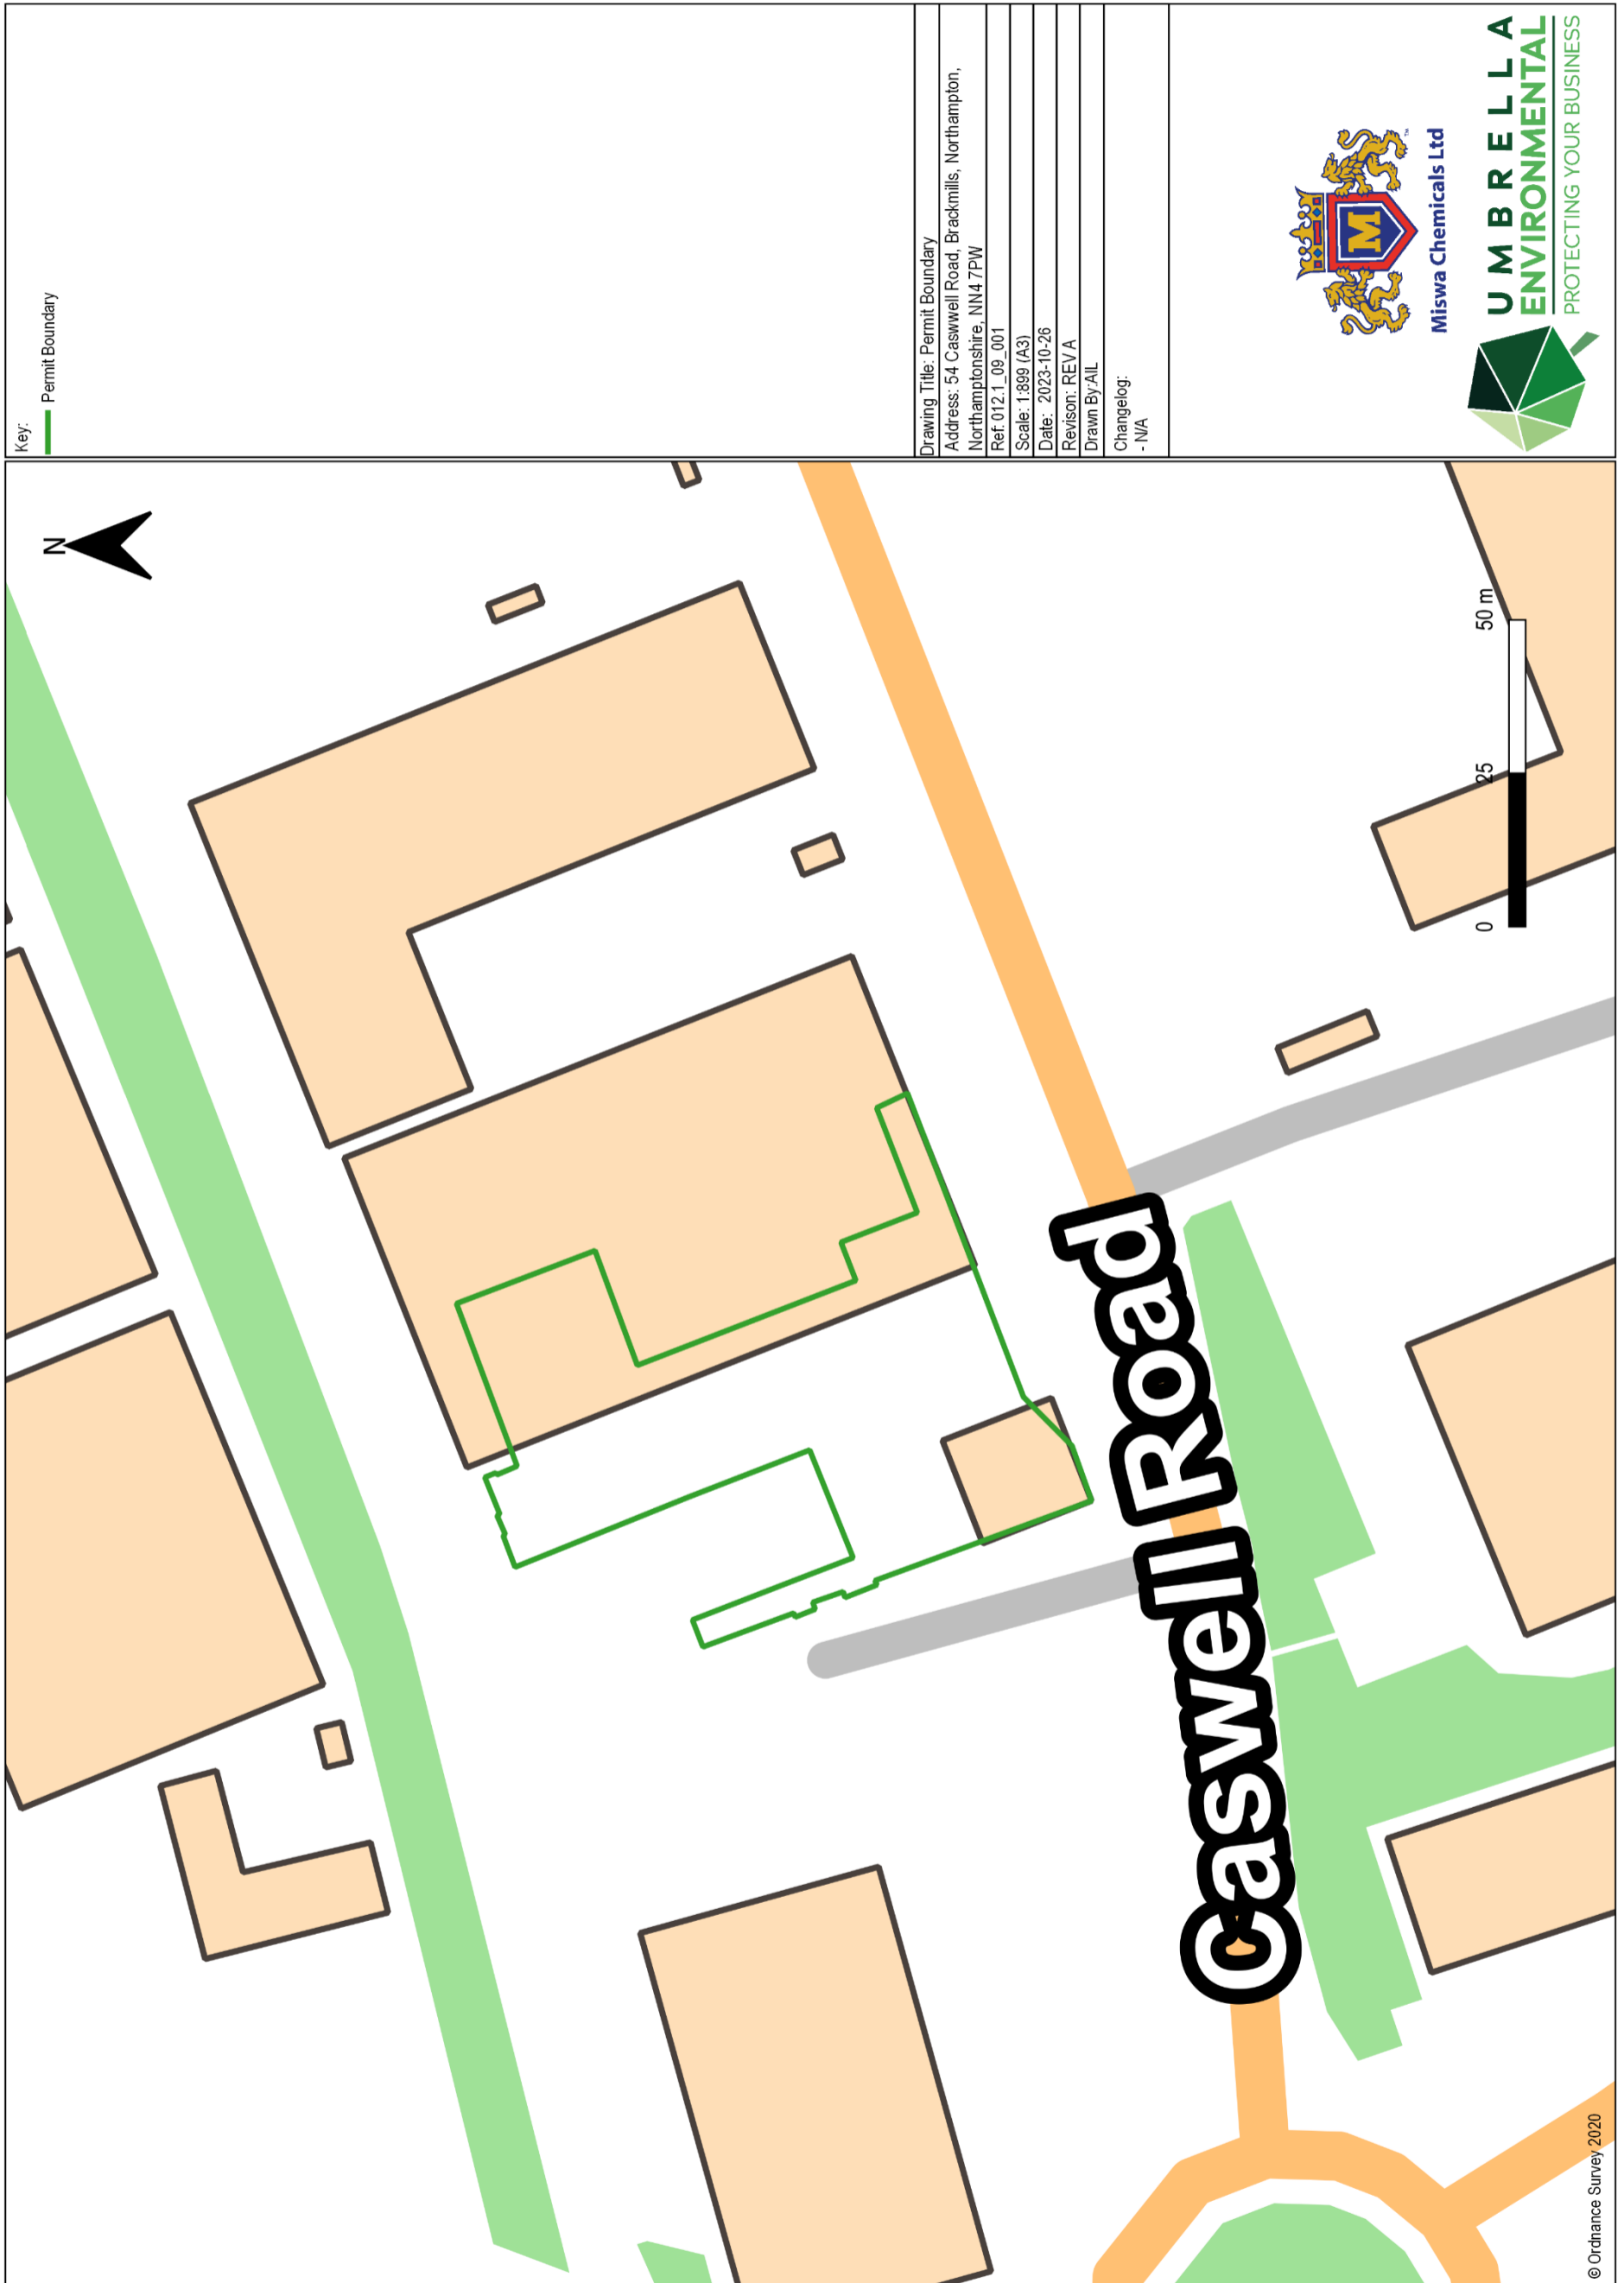 Key:
Permit Boundary
N
Caswell Road
0 25 50 m
© Ordnance Survey 2020
Drawing Title: Permit Boundary
Address: 54 Caswwell Road, Brackmills, Northampton,
Northamptonshire, NN4 7PW
Ref: 012.1_09_001
Scale: 1:899 (A3)
Date: 2023-10-26
Revison: REV A
Drawn By:AIL
Changelog:
- N/A
M
™
Miswa Chemicals Ltd
UMBRELLA
ENVIRONMENTAL
PROTECTING YOUR BUSINESS